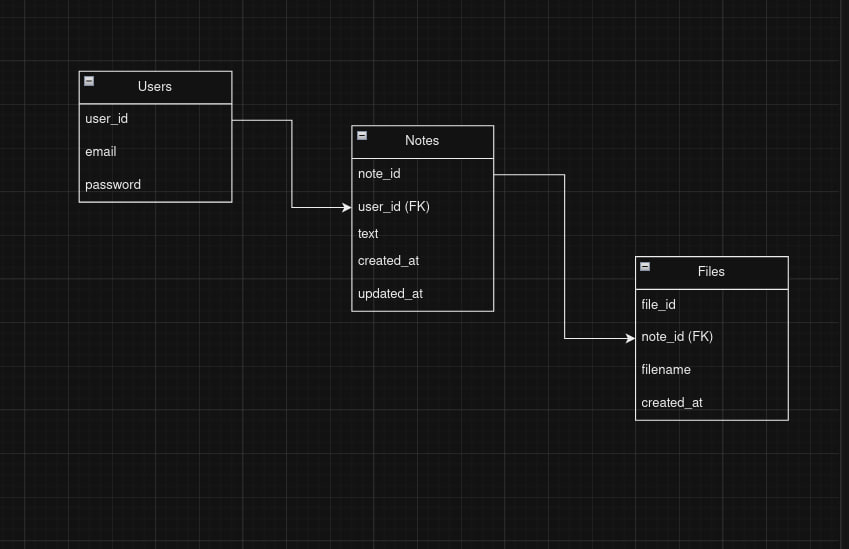 Users
user_id
email
password
Notes
note_id
user_id (FK)
text
created_at
updated_at
Files
file_id
note_id (FK)
filename
created_at